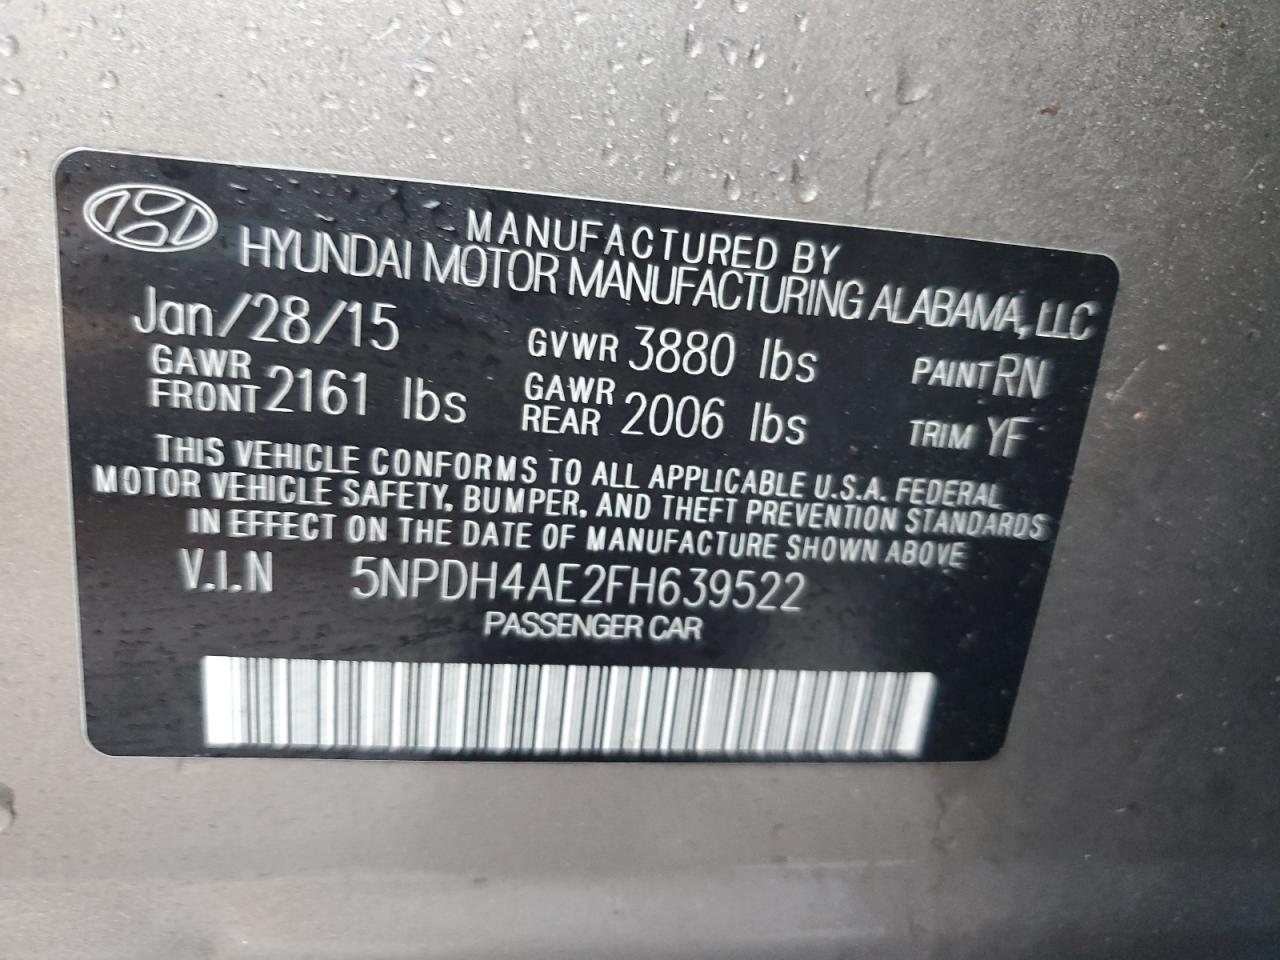 MANUFACTURED BY
HYUNDAI MOTOR MANUFACTURING ALABAMA, LLC
Jan/28/15 GVWR 3880 lbs PAINT RN
GAWR FRONT 2161 lbs GAWR REAR 2006 lbs TRIM YF
THIS VEHICLE CONFORMS TO ALL APPLICABLE U.S.A. FEDERAL
MOTOR VEHICLE SAFETY, BUMPER, AND THEFT PREVENTION STANDARDS
IN EFFECT ON THE DATE OF MANUFACTURE SHOWN ABOVE
V.I.N 5NPDH4AE2FH639522
PASSENGER CAR